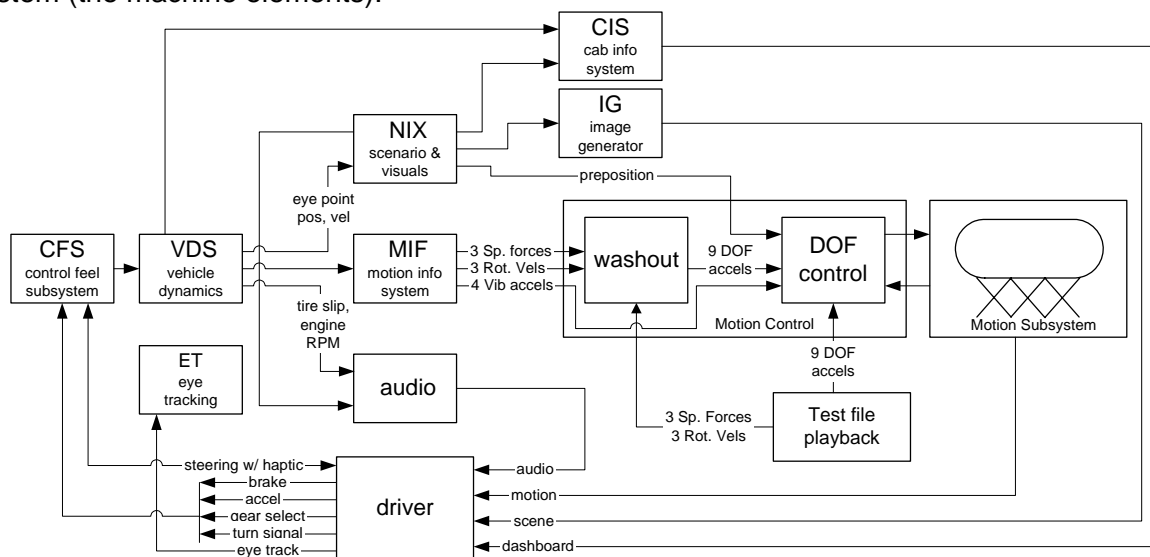 stem (the machine elements).
CIS
cab info
system
IG
image
generator
NIX
scenario &
visuals
preposition
eye point
pos, vel
CFS
control feel
subsystem
VDS
vehicle
dynamics
MIF
motion info
system
3 Sp. forces
3 Rot. Vels
4 Vib accels
washout
9 DOF
accels
DOF
control
Motion Control
Motion Subsystem
tire slip,
engine
RPM
ET
eye
tracking
audio
9 DOF
accels
3 Sp. Forces
3 Rot. Vels
Test file
playback
steering w/ haptic
brake
accel
gear select
turn signal
eye track
driver
audio
motion
scene
dashboard